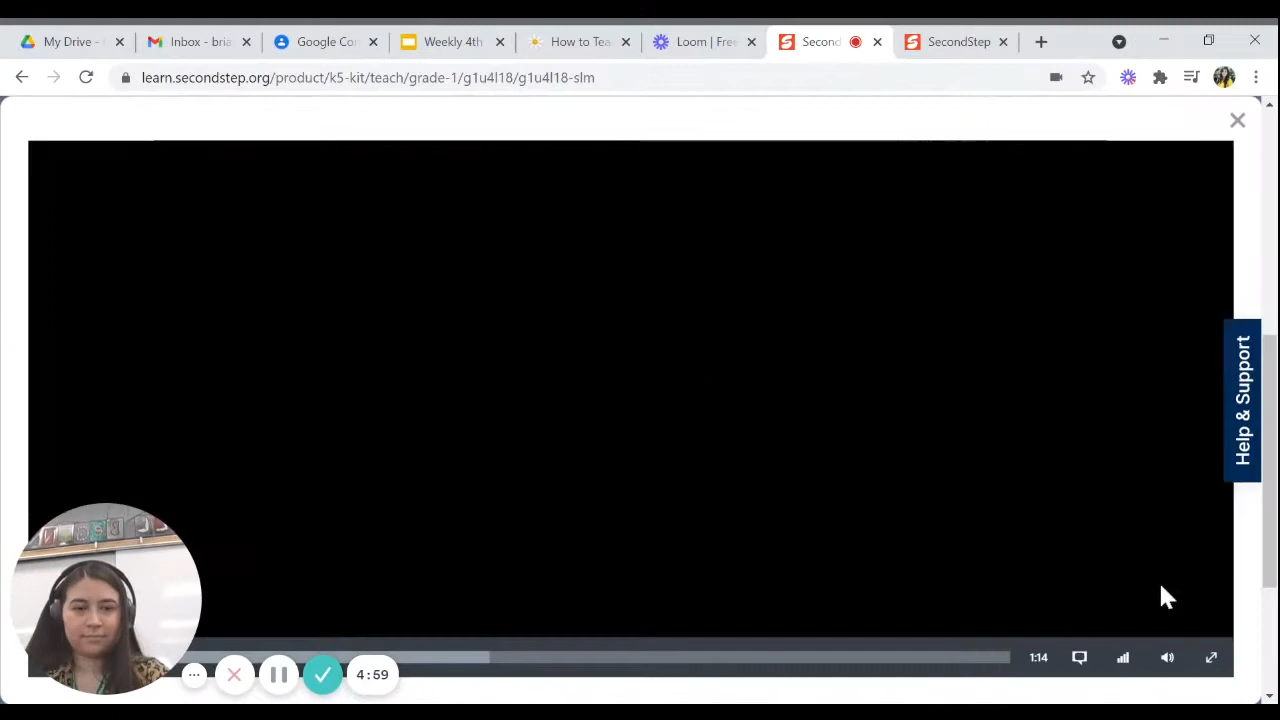 My Drive -
Inbox - bria
Google Co
Weekly 4th
How to Tea
Loom | Free
Second
SecondStep
learn.secondstep.org/product/k5-kit/teach/grade-1/g1u4l18/g1u4l18-slm
Help & Support
1:14
4:59